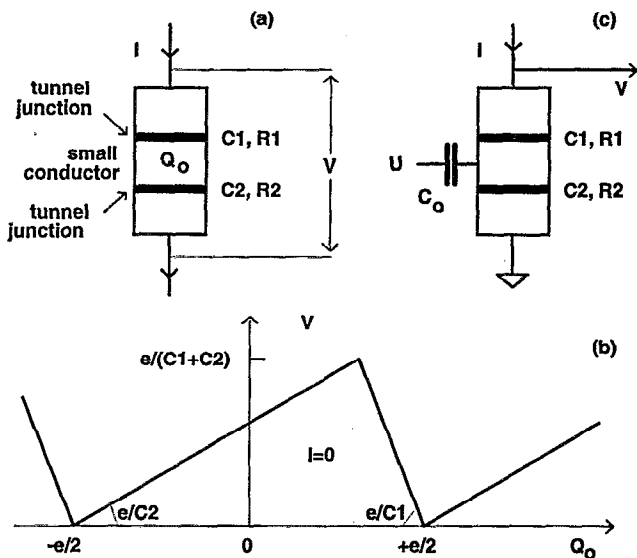 (a)
I
tunnel
junction
C1, R1
small
conductor
Q₀
V
C2, R2
tunnel
junction
(c)
I
V
C1, R1
U
C₀
C2, R2
(b)
V
e/(C1+C2)
I=0
e/C2
e/C1
-e/2
0
+e/2
Q₀